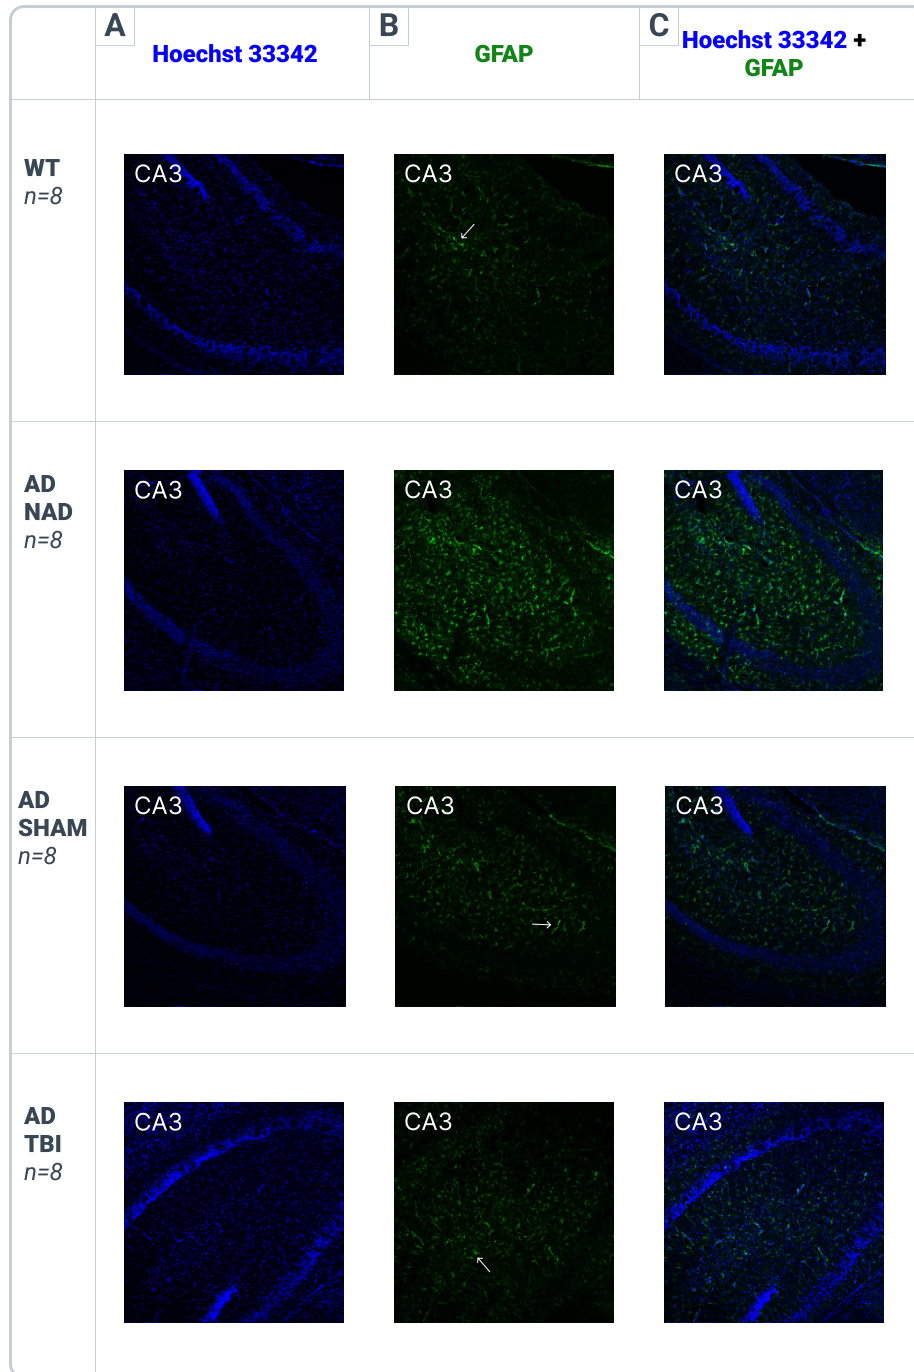 A
Hoechst 33342
B
GFAP
C
Hoechst 33342 +
GFAP
WT
n=8
CA3
CA3
CA3
AD
NAD
n=8
CA3
CA3
CA3
AD
SHAM
n=8
CA3
CA3
CA3
AD
TBI
n=8
CA3
CA3
CA3